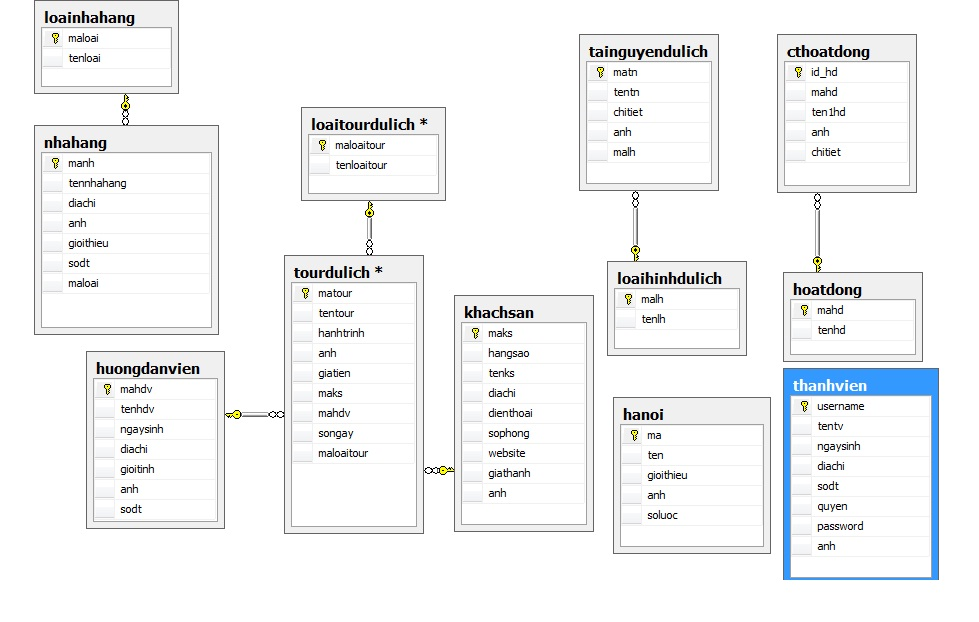 loainhahang
maloai
tenloai
nhahang
manh
tennhahang
diachi
anh
gioithieu
sodt
maloai
loaitourdulich *
maloaitour
tenloaitour
tourdulich *
matour
tentour
hanhtrinh
anh
giatien
maks
mahdv
songay
maloaitour
huongdanvien
mahdv
tenhdv
ngaysinh
diachi
gioitinh
anh
sodt
khachsan
maks
hangsao
tenks
diachi
dienthoai
sophong
website
giathanh
anh
tainguyendulich
matn
tentn
chitiet
anh
malh
loaihinhdulich
malh
tenlh
hanoi
ma
ten
gioithieu
anh
soluoc
cthoatdong
id_hd
mahd
ten1hd
anh
chitiet
hoatdong
mahd
tenhd
thanhvien
username
tentv
ngaysinh
diachi
sodt
quyen
password
anh